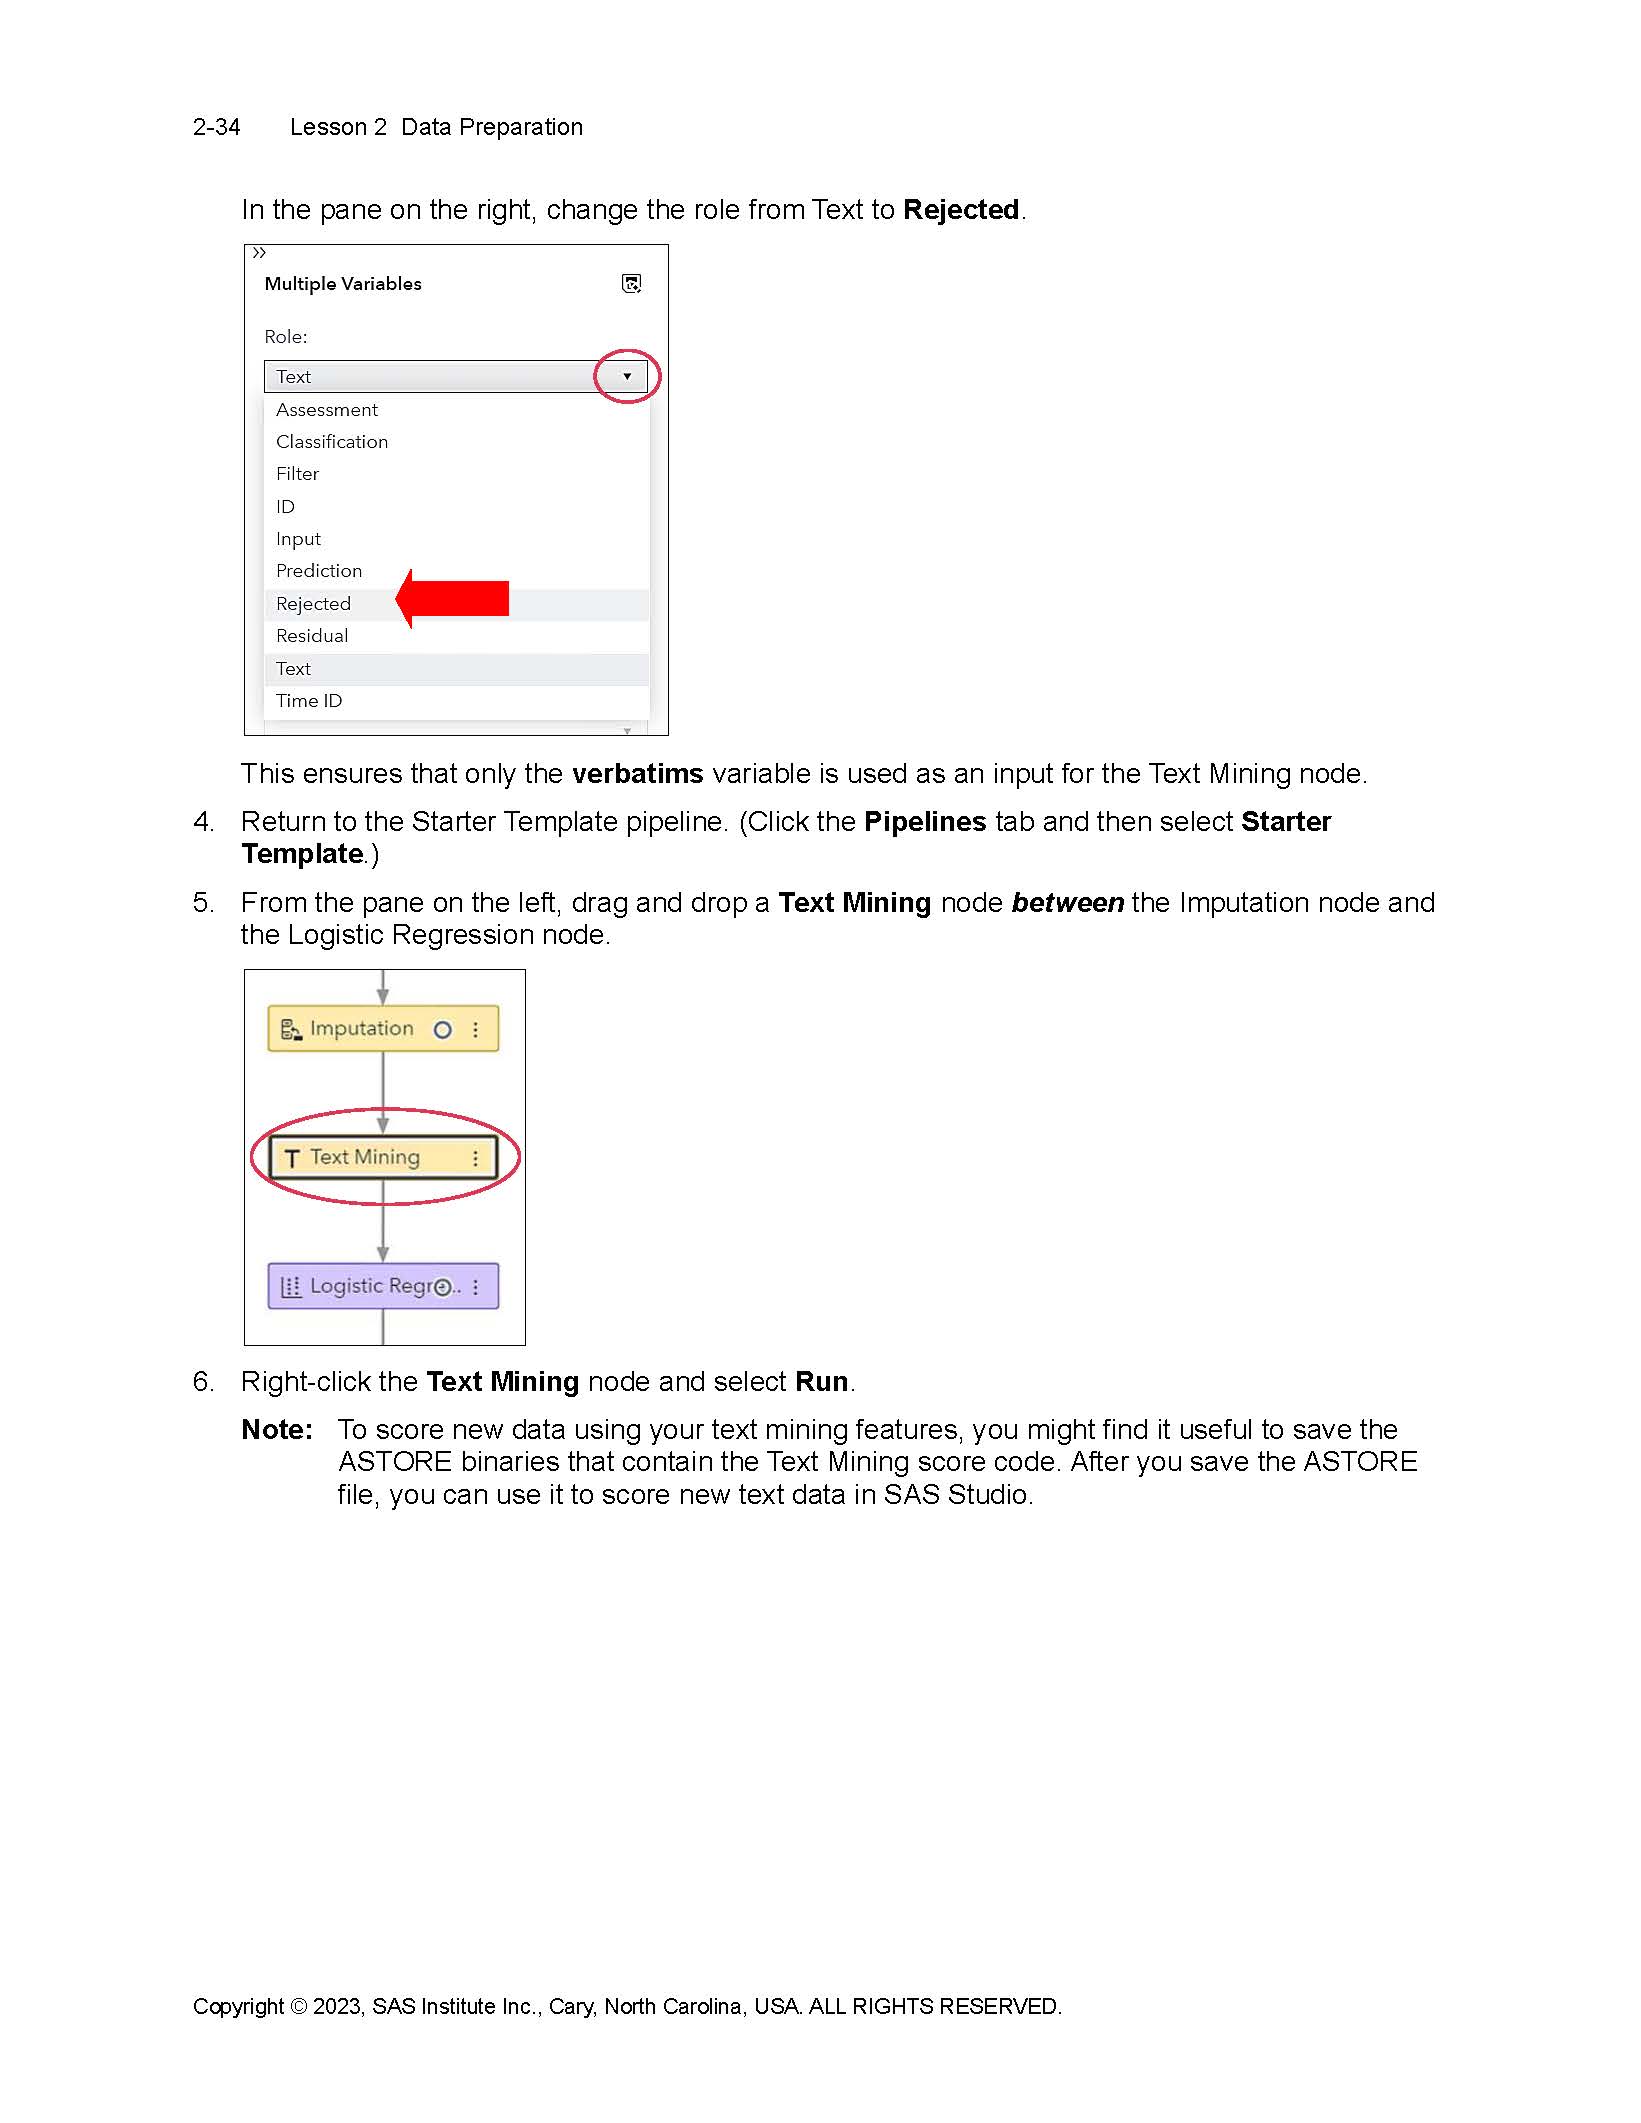 2-34 Lesson 2 Data Preparation
In the pane on the right, change the role from Text to Rejected.
Multiple Variables
Role:
Text
Assessment
Classification
Filter
ID
Input
Prediction
Rejected
Residual
Text
Time ID
This ensures that only the verbatims variable is used as an input for the Text Mining node.
4. Return to the Starter Template pipeline. (Click the Pipelines tab and then select Starter
Template.)
5. From the pane on the left, drag and drop a Text Mining node between the Imputation node and
the Logistic Regression node.
Imputation
Text Mining
Logistic Regr...
6. Right-click the Text Mining node and select Run.
Note: To score new data using your text mining features, you might find it useful to save the
ASTORE binaries that contain the Text Mining score code. After you save the ASTORE
file, you can use it to score new text data in SAS Studio.
Copyright © 2023, SAS Institute Inc., Cary, North Carolina, USA. ALL RIGHTS RESERVED.